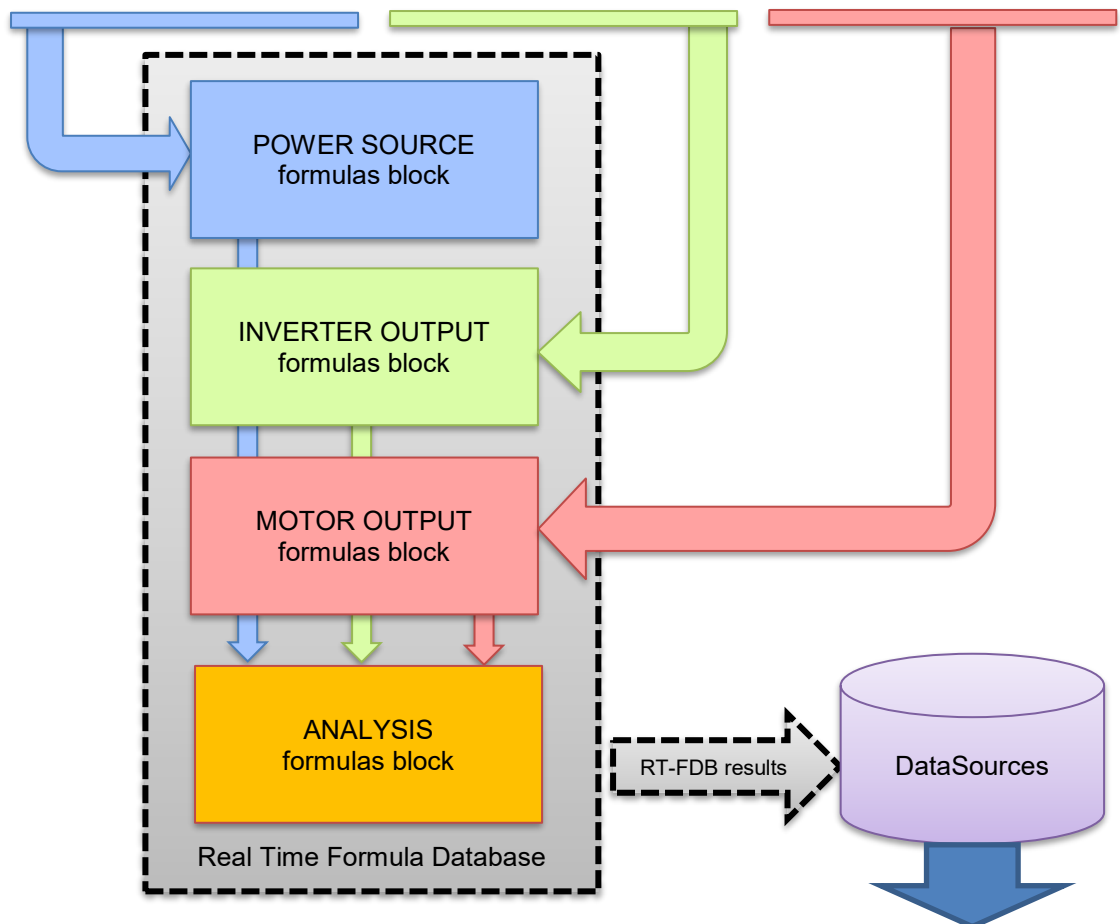 POWER SOURCE
formulas block
INVERTER OUTPUT
formulas block
MOTOR OUTPUT
formulas block
ANALYSIS
formulas block
RT-FDB results
DataSources
Real Time Formula Database